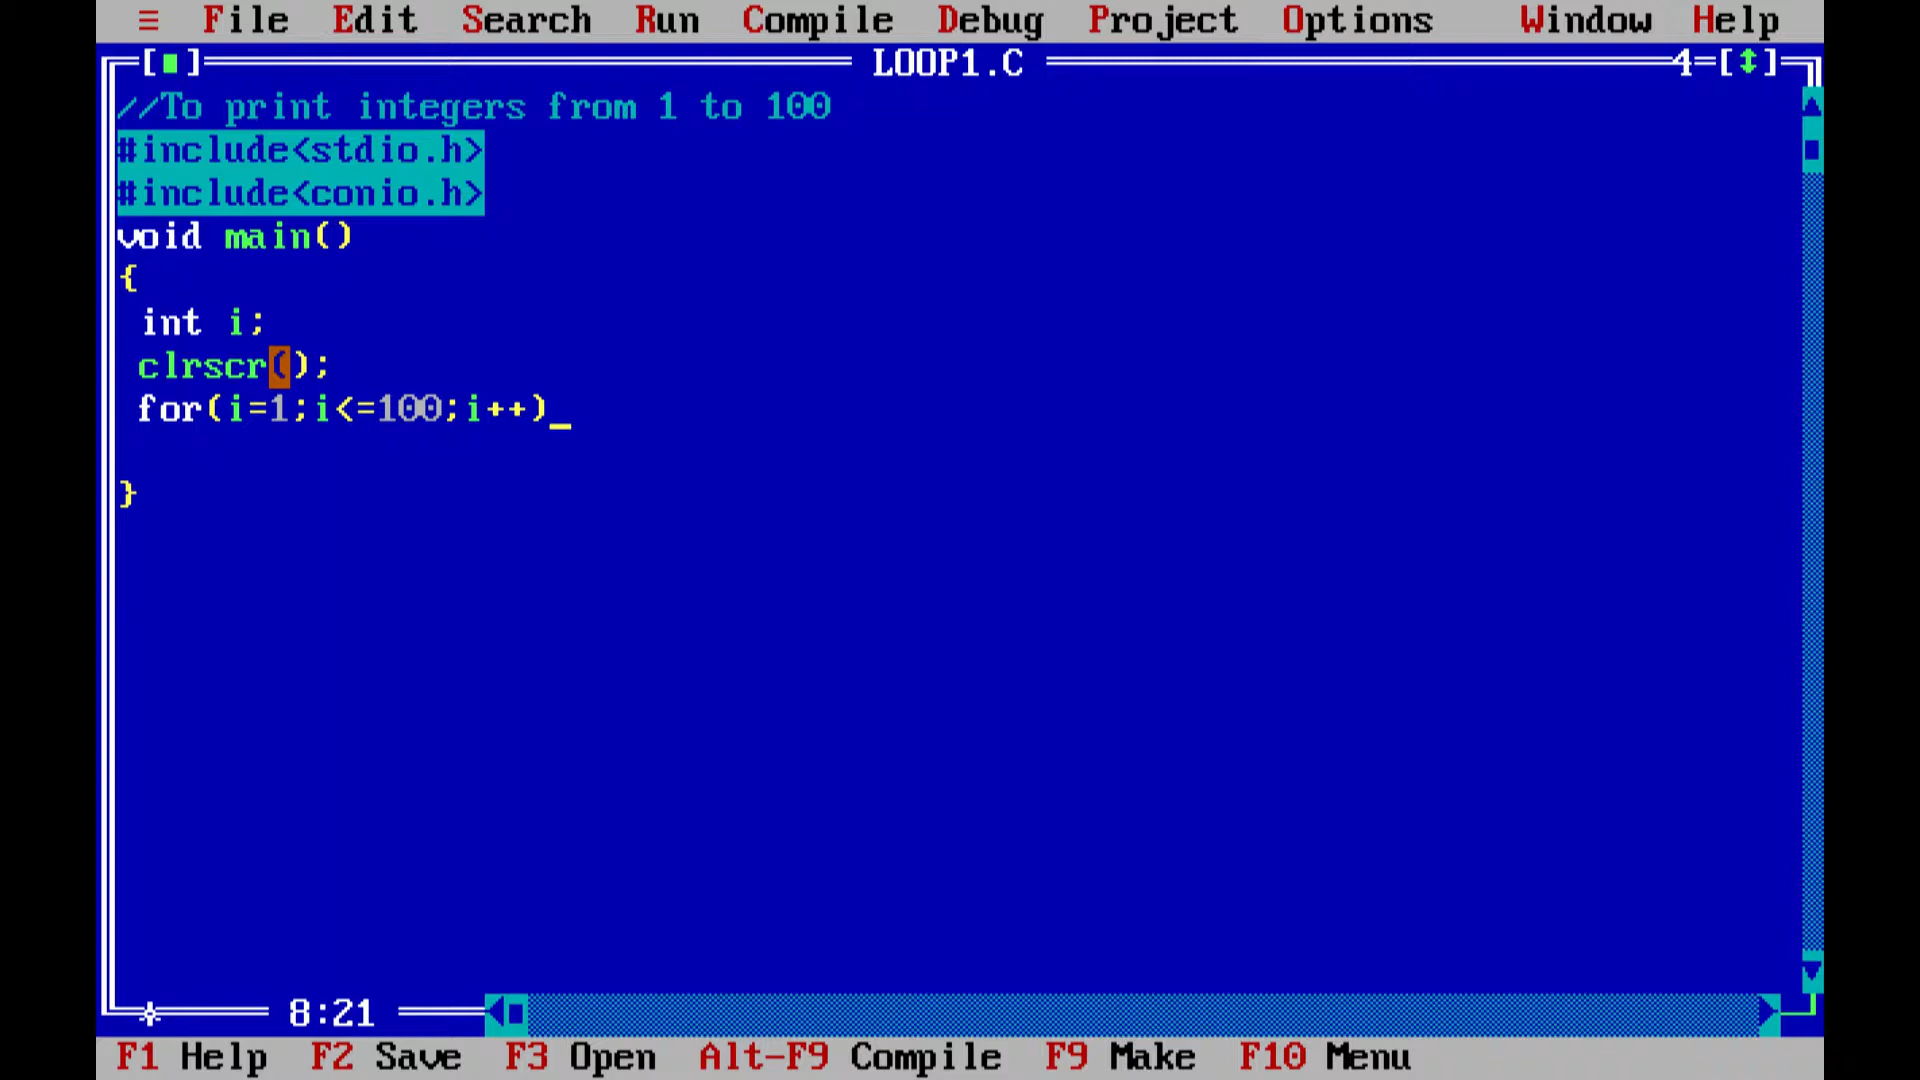 ≡ File Edit Search Run Compile Debug Project Options Window Help
[■] LOOP1.C 4=[↕]
//To print integers from 1 to 100
#include<stdio.h>
#include<conio.h>
void main()
{
int i;
clrscr();
for(i=1;i<=100;i++)_
}
8:21
F1 Help F2 Save F3 Open Alt-F9 Compile F9 Make F10 Menu